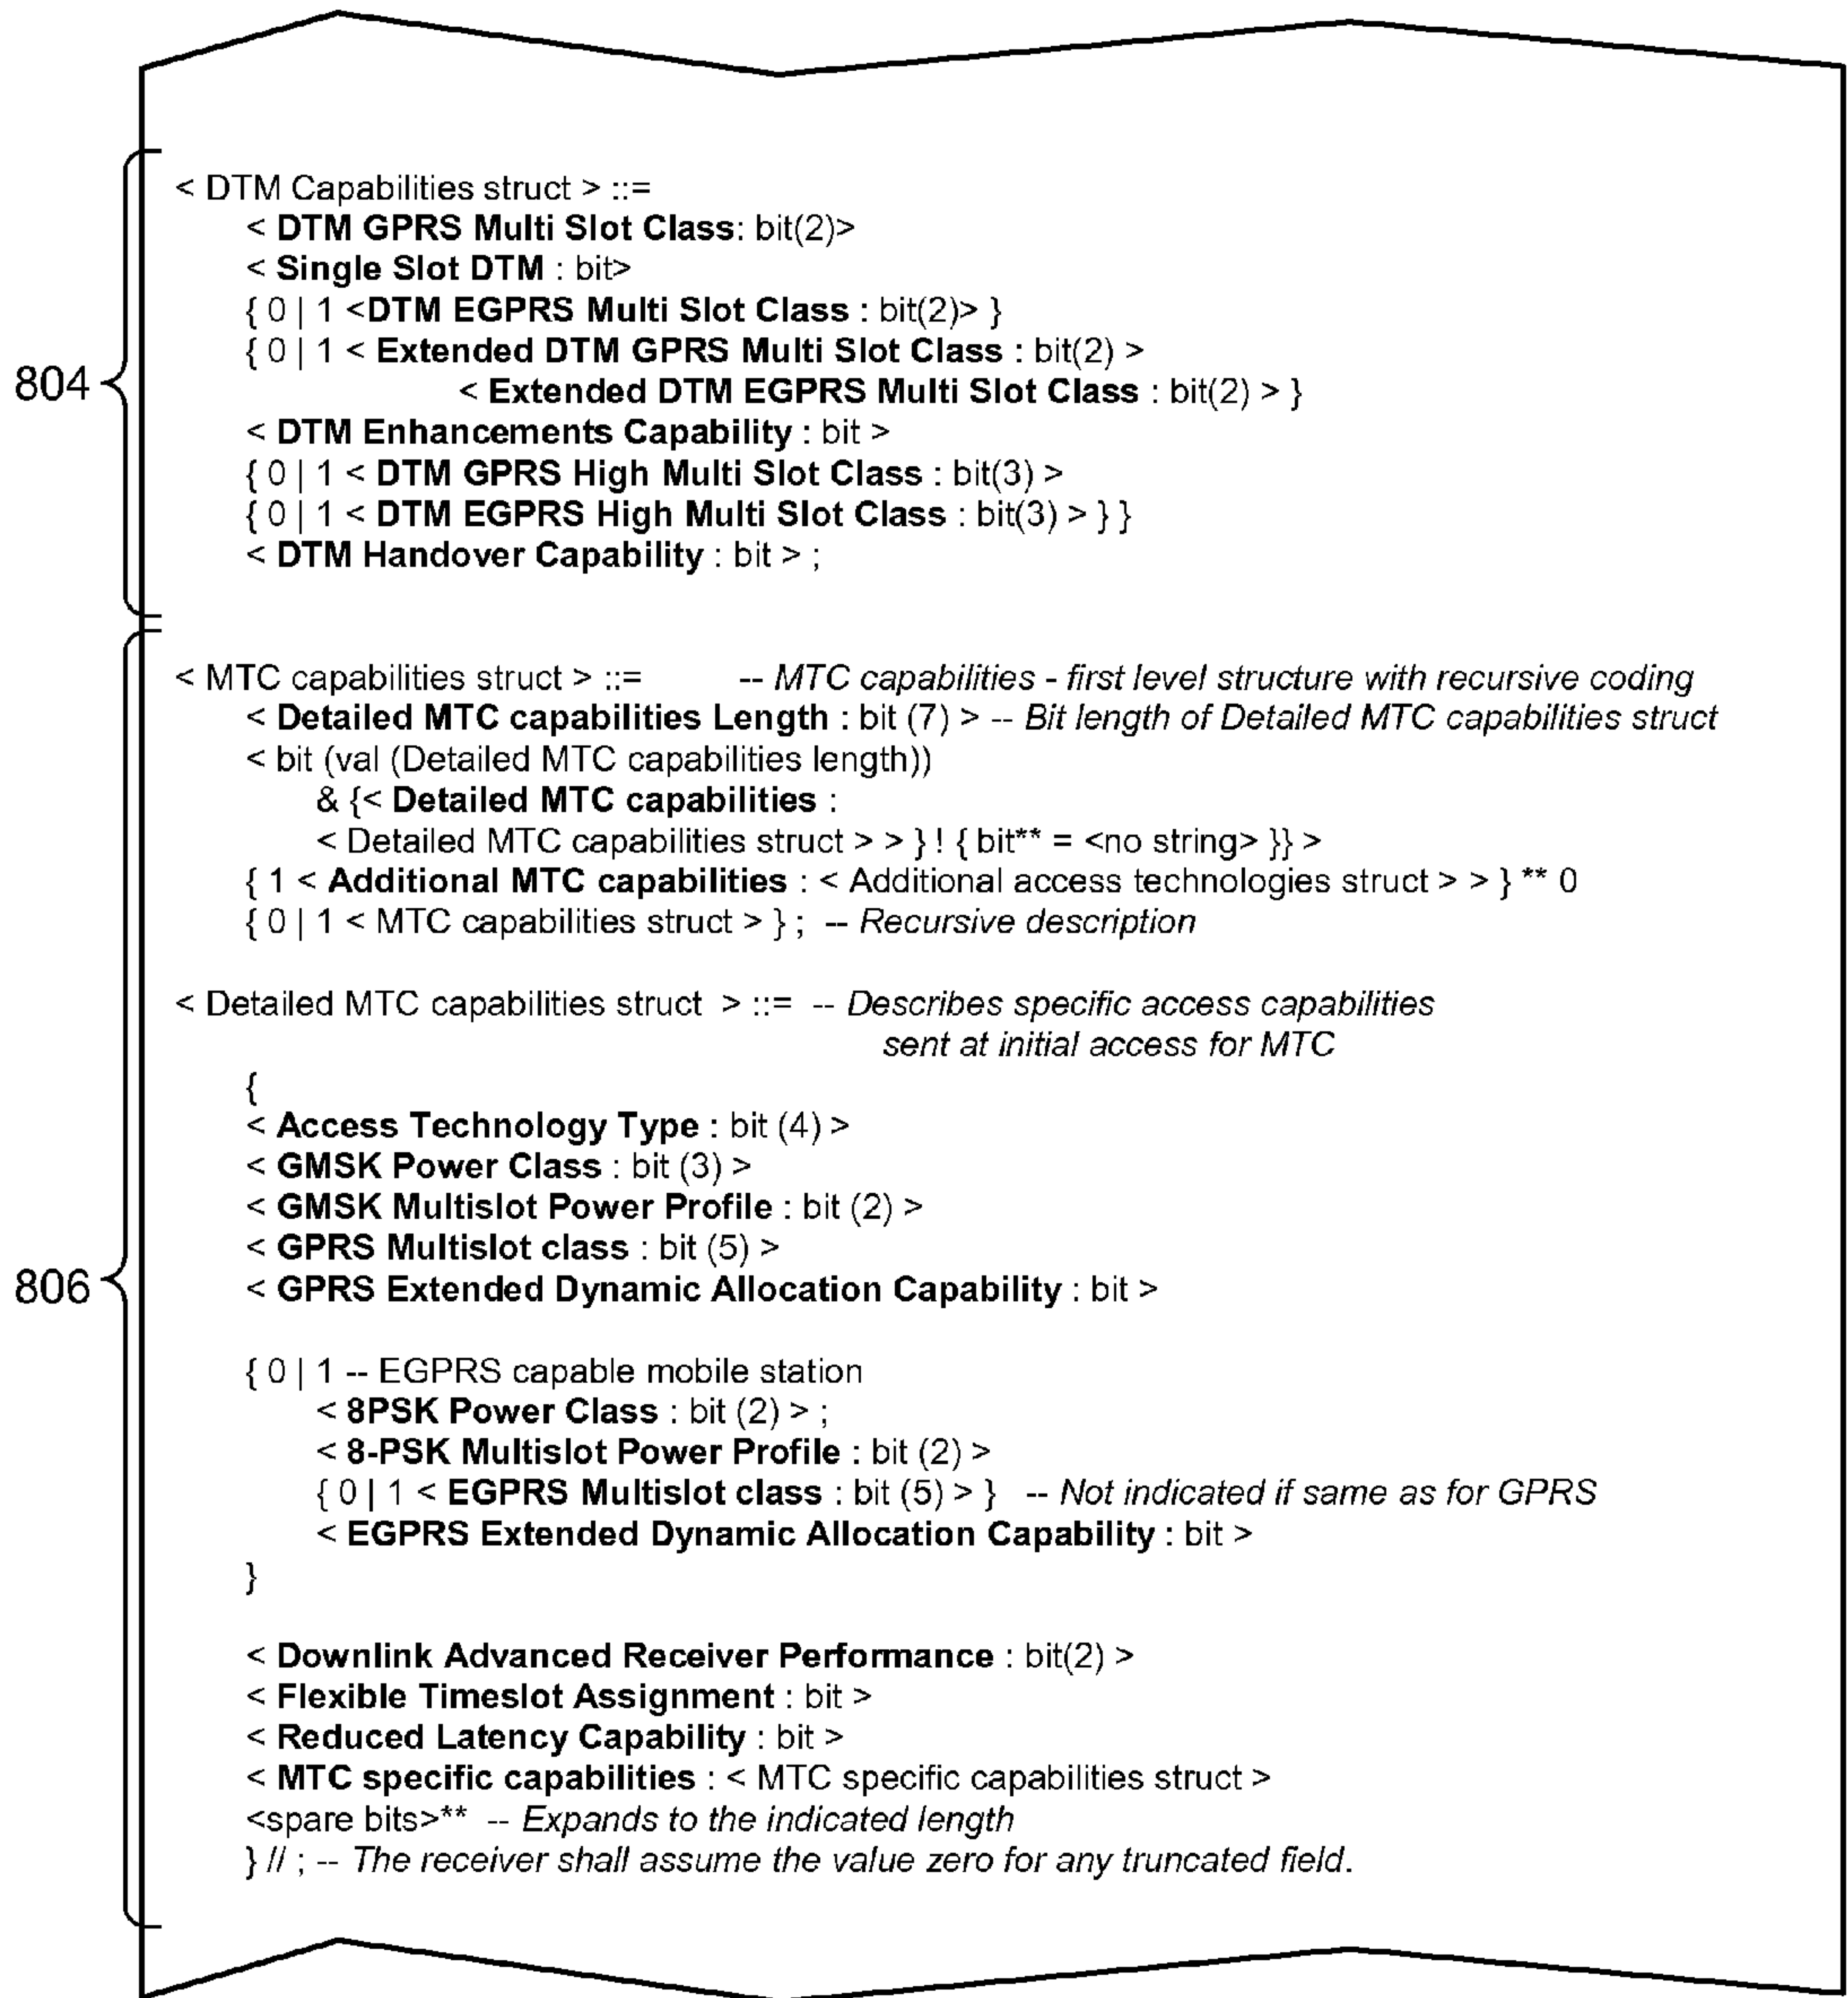 804
< DTM Capabilities struct > ::=
< DTM GPRS Multi Slot Class: bit(2)>
< Single Slot DTM : bit>
{ 0 | 1 <DTM EGPRS Multi Slot Class : bit(2)> }
{ 0 | 1 < Extended DTM GPRS Multi Slot Class : bit(2) >
< Extended DTM EGPRS Multi Slot Class : bit(2) > }
< DTM Enhancements Capability : bit >
{ 0 | 1 < DTM GPRS High Multi Slot Class : bit(3) >
{ 0 | 1 < DTM EGPRS High Multi Slot Class : bit(3) > } }
< DTM Handover Capability : bit > ;
806
< MTC capabilities struct > ::= -- MTC capabilities - first level structure with recursive coding
< Detailed MTC capabilities Length : bit (7) > -- Bit length of Detailed MTC capabilities struct
< bit (val (Detailed MTC capabilities length))
& {< Detailed MTC capabilities :
< Detailed MTC capabilities struct > > } ! { bit** = <no string> }} >
{ 1 < Additional MTC capabilities : < Additional access technologies struct > > } ** 0
{ 0 | 1 < MTC capabilities struct > } ; -- Recursive description
< Detailed MTC capabilities struct > ::= -- Describes specific access capabilities
sent at initial access for MTC
{
< Access Technology Type : bit (4) >
< GMSK Power Class : bit (3) >
< GMSK Multislot Power Profile : bit (2) >
< GPRS Multislot class : bit (5) >
< GPRS Extended Dynamic Allocation Capability : bit >
{ 0 | 1 -- EGPRS capable mobile station
< 8PSK Power Class : bit (2) > ;
< 8-PSK Multislot Power Profile : bit (2) >
{ 0 | 1 < EGPRS Multislot class : bit (5) > } -- Not indicated if same as for GPRS
< EGPRS Extended Dynamic Allocation Capability : bit >
}
< Downlink Advanced Receiver Performance : bit(2) >
< Flexible Timeslot Assignment : bit >
< Reduced Latency Capability : bit >
< MTC specific capabilities : < MTC specific capabilities struct >
<spare bits>** -- Expands to the indicated length
} // ; -- The receiver shall assume the value zero for any truncated field.